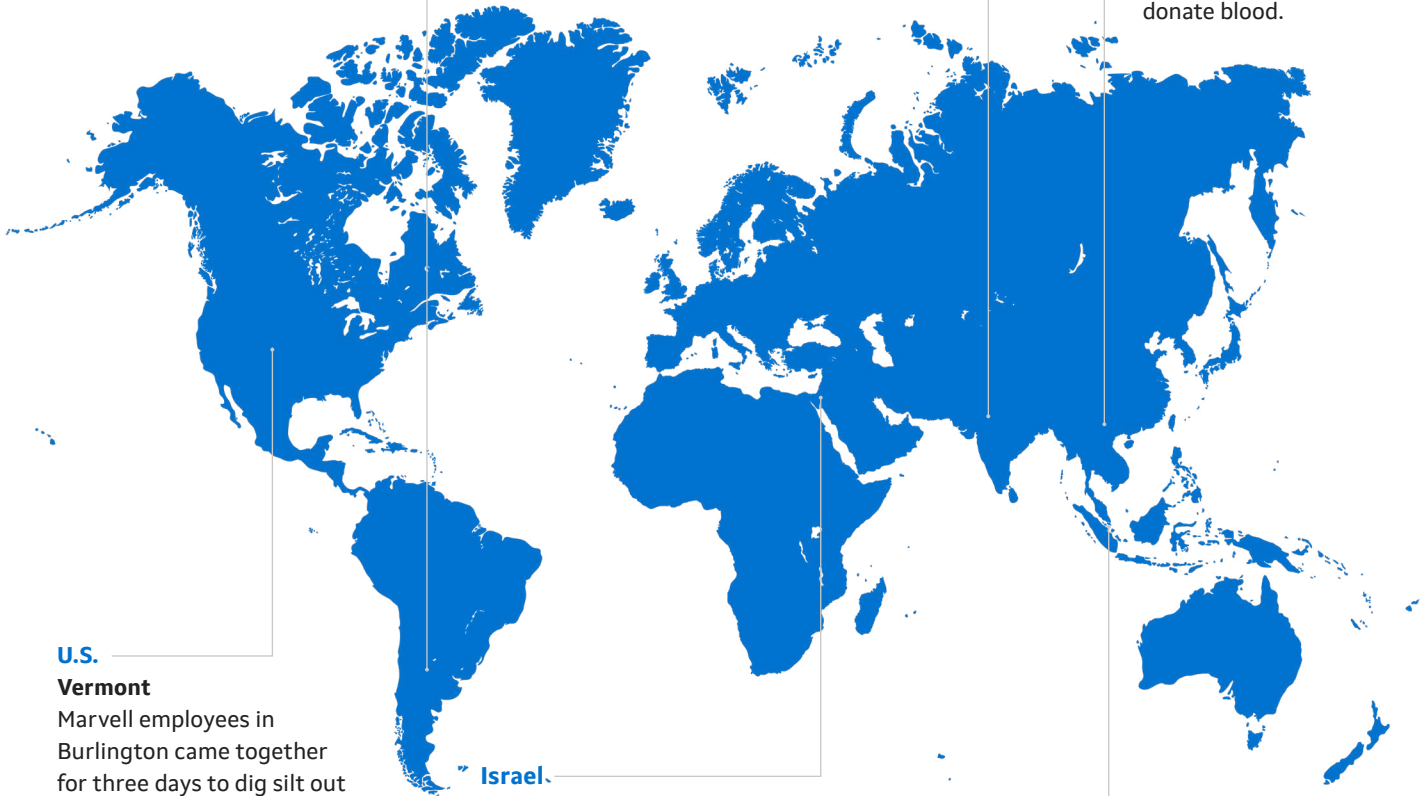 donate blood.
U.S.
Vermont
Marvell employees in
Burlington came together
for three days to dig silt out
Israel